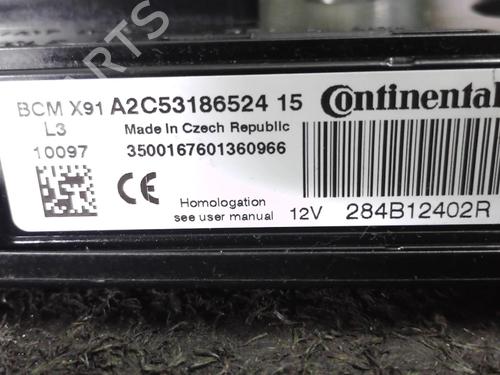 B-PARTS
BCM X91 A2C53186524 15 Continental
L3 Made in Czech Republic
10097 3500167601360966
CE
Homologation
see user manual 12V 284B12402R